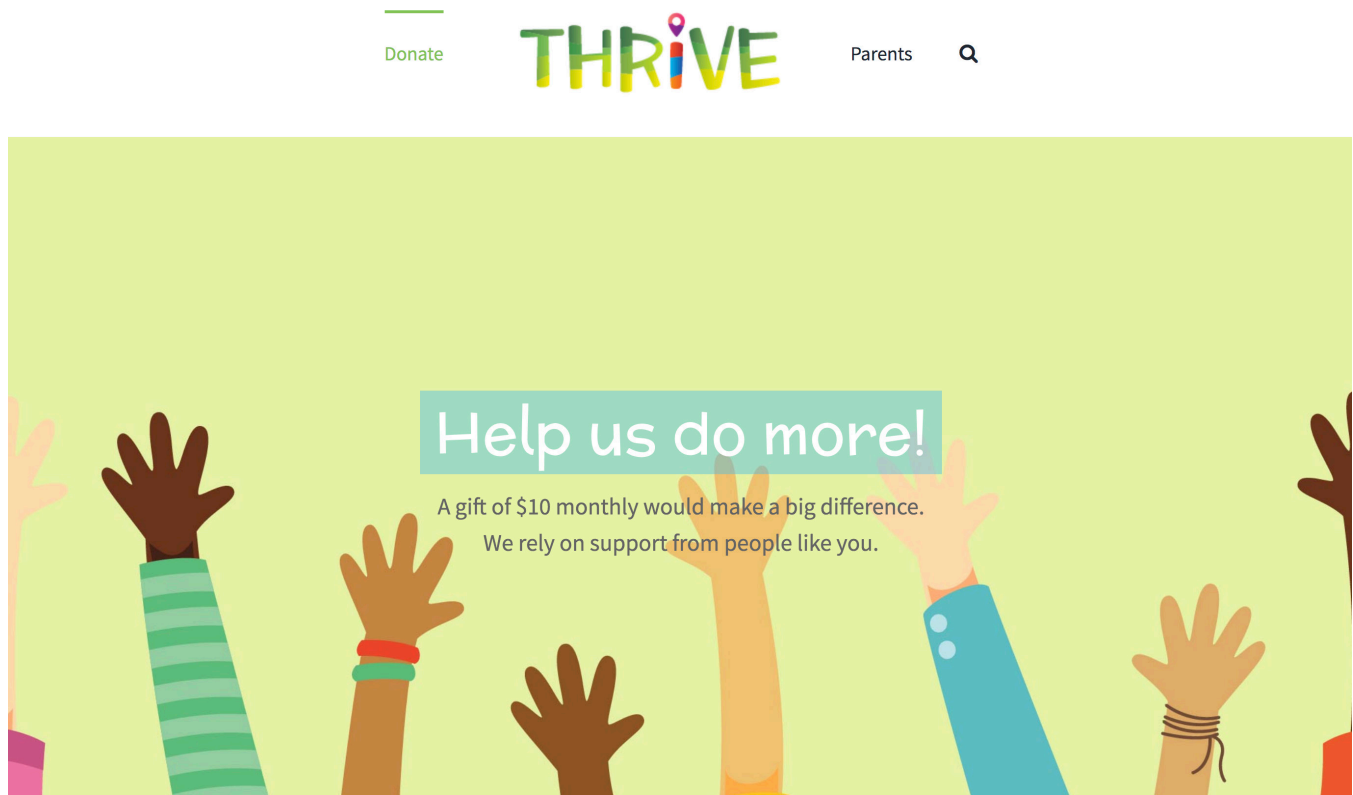 Donate
THRiVE
Parents
Help us do more!
A gift of $10 monthly would make a big difference.
We rely on support from people like you.